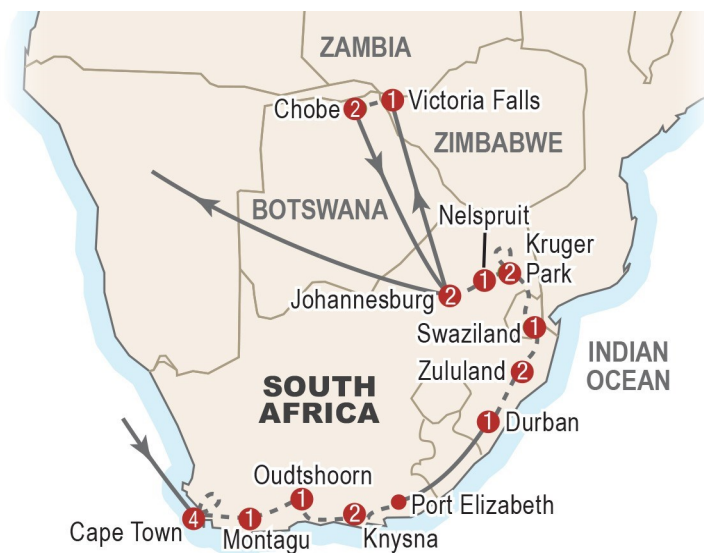 ZAMBIA
Chobe 2 1 Victoria Falls
ZIMBABWE
BOTSWANA
Nelspruit
Kruger
Park
1 2
Johannesburg 2
Swaziland 1
INDIAN
OCEAN
Zululand 2
SOUTH
AFRICA
1 Durban
Oudtshoorn
1
Port Elizabeth
Cape Town 4
1
Montagu
2
Knysna